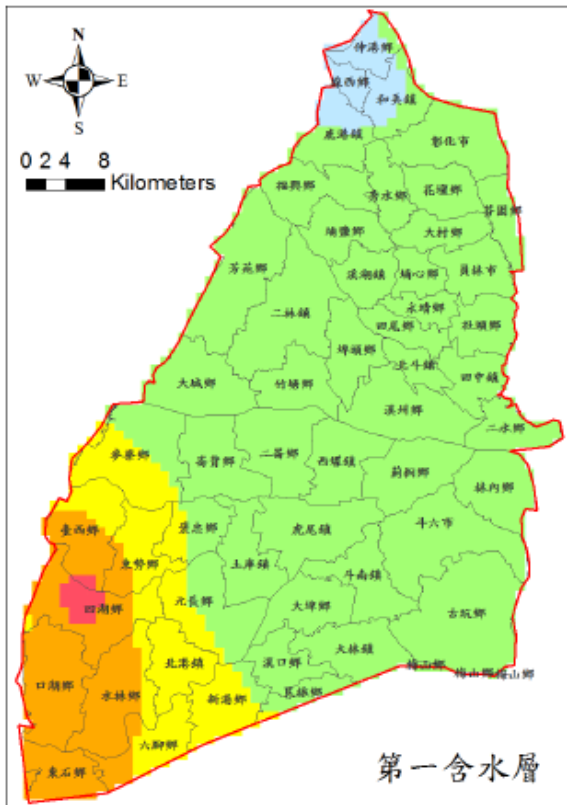 N
W E
S
0 2 4 8
Kilometers
伸港鄉
線西鄉
和美鎮
鹿港鎮
彰化市
福興鄉
秀水鄉
花壇鄉
芬園鄉
埔鹽鄉
大村鄉
芳苑鄉
溪湖鎮
埔心鄉
員林市
二林鎮
永靖鄉
田尾鄉
社頭鄉
埤頭鄉
北斗鎮
田中鎮
大城鄉
竹塘鄉
溪州鄉
二水鄉
麥寮鄉
崙背鄉
二崙鄉
西螺鎮
莿桐鄉
林內鄉
臺西鄉
褒忠鄉
虎尾鎮
斗六市
東勢鄉
土庫鎮
斗南鎮
四湖鄉
元長鄉
大埤鄉
古坑鄉
口湖鄉
水林鄉
北港鎮
溪口鄉
大林鎮
梅山鄉
梅山鄉
梅山鄉
新港鄉
民雄鄉
六腳鄉
東石鄉
第一含水層